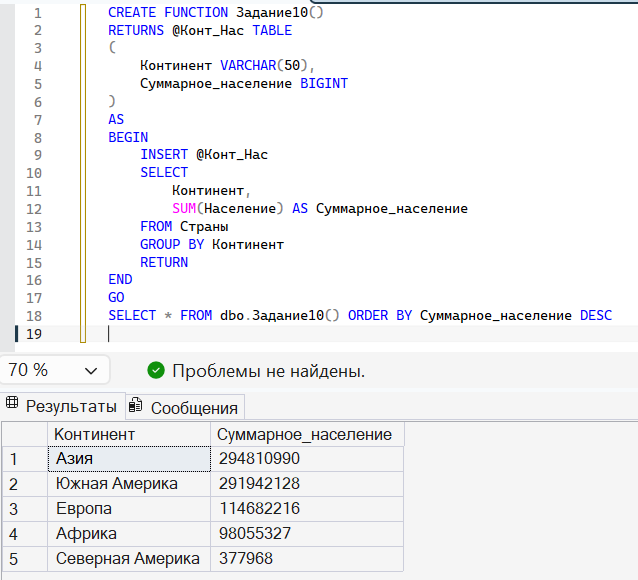 1 CREATE FUNCTION Задание10()
2 RETURNS @Конт_Нас TABLE
3 (
4 Континент VARCHAR(50),
5 Суммарное_население BIGINT
6 )
7 AS
8 BEGIN
9 INSERT @Конт_Нас
10 SELECT
11 Континент,
12 SUM(Население) AS Суммарное_население
13 FROM Страны
14 GROUP BY Континент
15 RETURN
16 END
17 GO
18 SELECT * FROM dbo.Задание10() ORDER BY Суммарное_население DESC
19
70 % Проблемы не найдены.
Результаты Сообщения
Континент Суммарное_население
1 Азия 294810990
2 Южная Америка 291942128
3 Европа 114682216
4 Африка 98055327
5 Северная Америка 377968